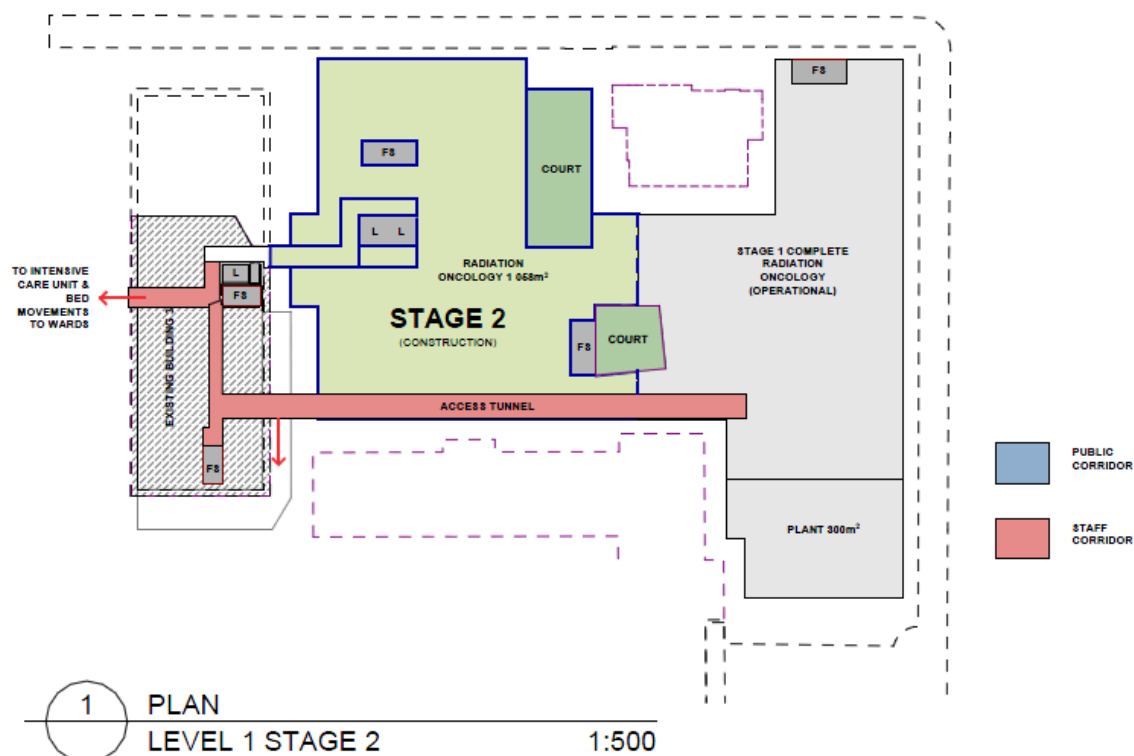 FS
COURT
FS
L L
TO INTENSIVE
CARE UNIT &
BED
MOVEMENTS
TO WARDS
L
FS
EXISTING BUILDING 1
RADIATION
ONCOLOGY 1 058m²
STAGE 2
(CONSTRUCTION)
FS
COURT
STAGE 1 COMPLETE
RADIATION
ONCOLOGY
(OPERATIONAL)
ACCESS TUNNEL
FS
PLANT 300m²
PUBLIC
CORRIDOR
STAFF
CORRIDOR
1
PLAN
LEVEL 1 STAGE 2
1:500